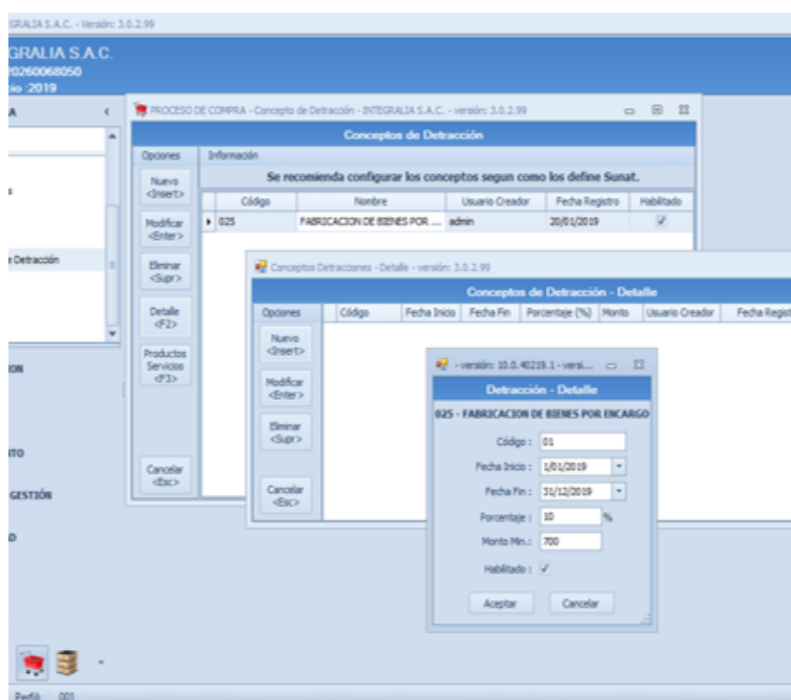 GRALIA S.A.C. - Versión: 3.0.2.99
GRALIA S.A.C.
20260068050
io :2019
PROCESO DE COMPRA - Concepto de Detracción - INTEGRALIA S.A.C. - versión: 3.0.2.99
Conceptos de Detracción
Opciones Información
Se recomienda configurar los conceptos segun como los define Sunat.
Nuevo
<Insert>
Código Nombre Usuario Creador Fecha Registro Habilitado
025 FABRICACION DE BIENES POR .... admin 20/01/2019
Modificar
<Enter>
Eliminar
<Supr>
Detalle
<F2>
Productos
Servicios
<F3>
Cancelar
<Esc>
e Detracción
ION
NTO
GESTIÓN
Conceptos Detracciones - Detalle - versión: 3.0.2.99
Conceptos de Detracción - Detalle
Opciones Código Fecha Inicio Fecha Fin Porcentaje (%) Monto Usuario Creador Fecha Regist
Nuevo
<Insert>
Modificar
<Enter>
Eliminar
<Supr>
Cancelar
<Esc>
- versión: 10.0.40219.1 - versi...
Detracción - Detalle
025 - FABRICACION DE BIENES POR ENCARGO
Código : 01
Fecha Inicio : 1/01/2019
Fecha Fin : 31/12/2019
Porcentaje : 10 %
Monto Min.: 700
Habilitado :
Aceptar Cancelar
Perfil: 001